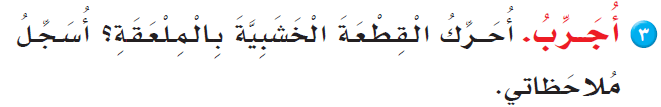 ٣ أُجَرِّبُ. أُحَرِّكُ الْقِطْعَةَ الْخَشَبِيَّةَ بِالْمِلْعَقَةِ؟ أُسَجِّلُ
مُلاحَظاتي.